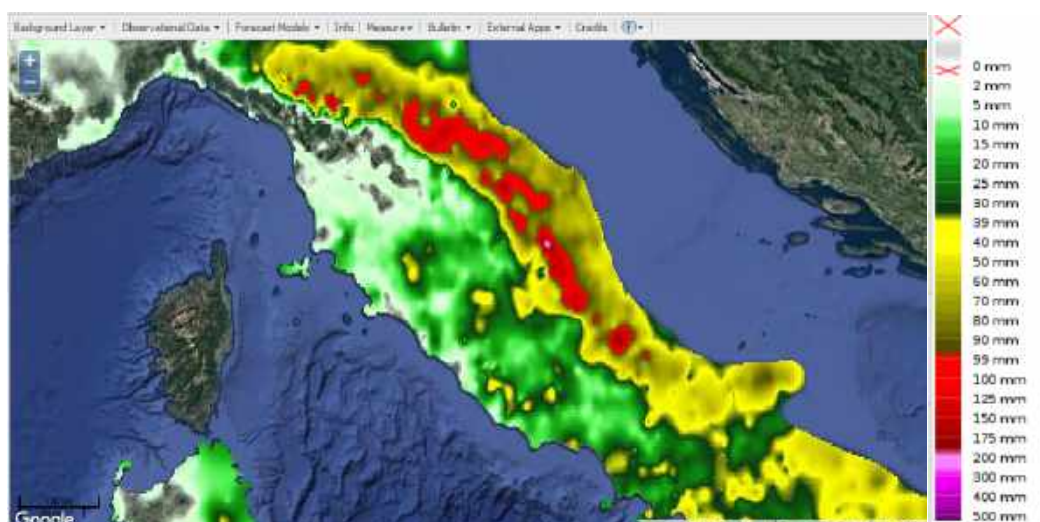 Background Layer Observational Data Forecast Models Info Measure Bulletin External Apps Credits
+
−
0 mm
2 mm
5 mm
10 mm
15 mm
20 mm
25 mm
30 mm
39 mm
40 mm
50 mm
60 mm
70 mm
80 mm
90 mm
99 mm
100 mm
125 mm
150 mm
175 mm
200 mm
300 mm
400 mm
500 mm
Google